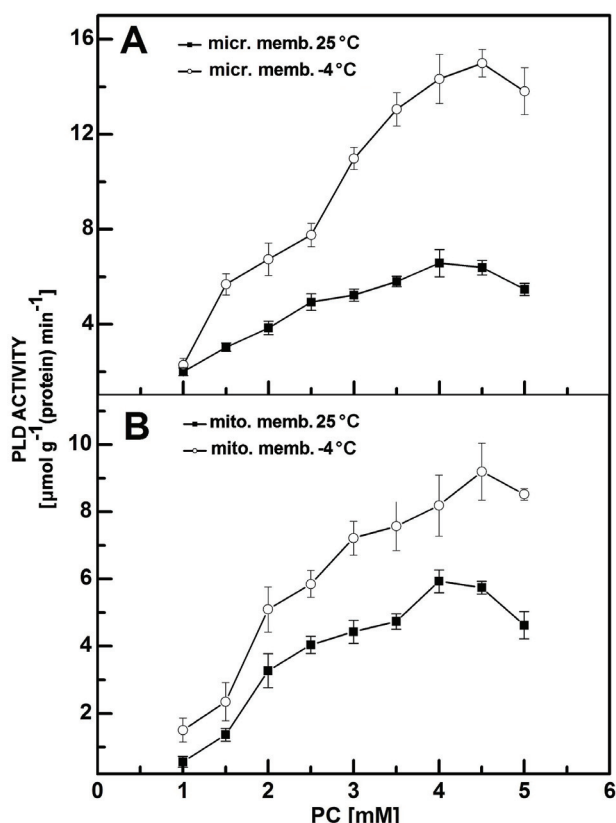 A
micr. memb. 25 °C
micr. memb. -4 °C
16
12
8
4
B
mito. memb. 25 °C
mito. memb. -4 °C
10
8
6
4
2
PLD ACTIVITY
[µmol g⁻¹ (protein) min⁻¹]
0 1 2 3 4 5 6
PC [mM]